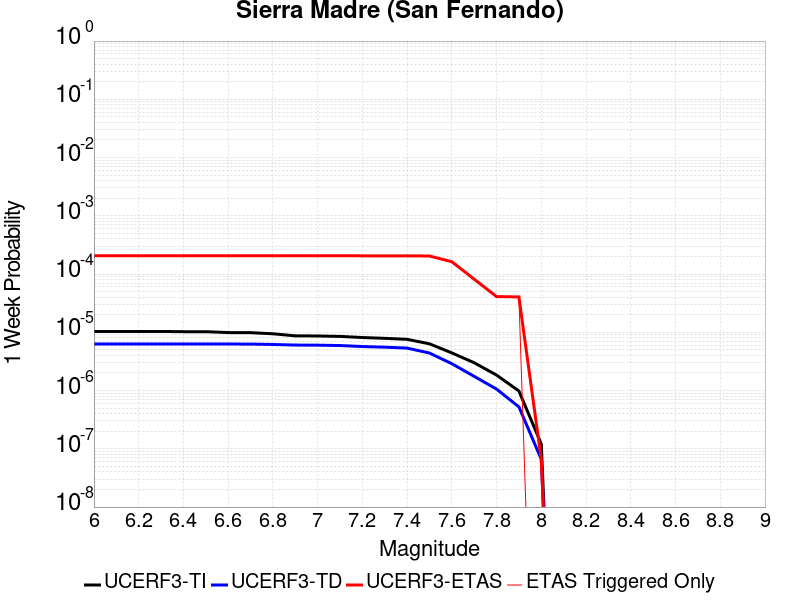 Sierra Madre (San Fernando)
10^0
10^-1
10^-2
10^-3
10^-4
10^-5
10^-6
10^-7
10^-8
1 Week Probability
6 6.2 6.4 6.6 6.8 7 7.2 7.4 7.6 7.8 8 8.2 8.4 8.6 8.8 9
Magnitude
UCERF3-TI UCERF3-TD UCERF3-ETAS ETAS Triggered Only